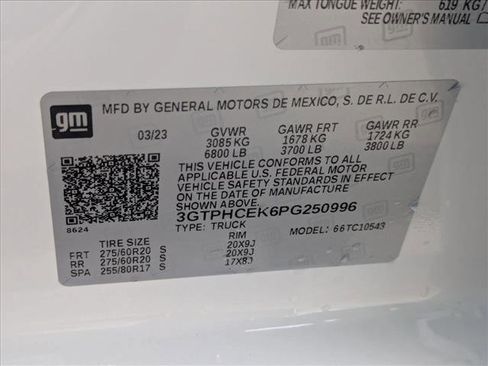 MAX TONGUE WEIGHT: 619 KG
SEE OWNER'S MANUAL
gm
MFD BY GENERAL MOTORS DE MEXICO, S. DE R.L. DE C.V.
03/23 GVWR GAWR FRT GAWR RR
3085 KG 1678 KG 1724 KG
6800 LB 3700 LB 3800 LB
THIS VEHICLE CONFORMS TO ALL
APPLICABLE U.S. FEDERAL MOTOR
VEHICLE SAFETY STANDARDS IN EFFECT
ON THE DATE OF MANUFACTURE
SHOWN ABOVE.
3GTPHCEK6PG250996
8624
TYPE: TRUCK 66TC10543
TIRE SIZE RIM
FRT 275/60R20 S 20X9J
RR 275/60R20 S 20X9J
SPA 255/80R17 S 17X8J